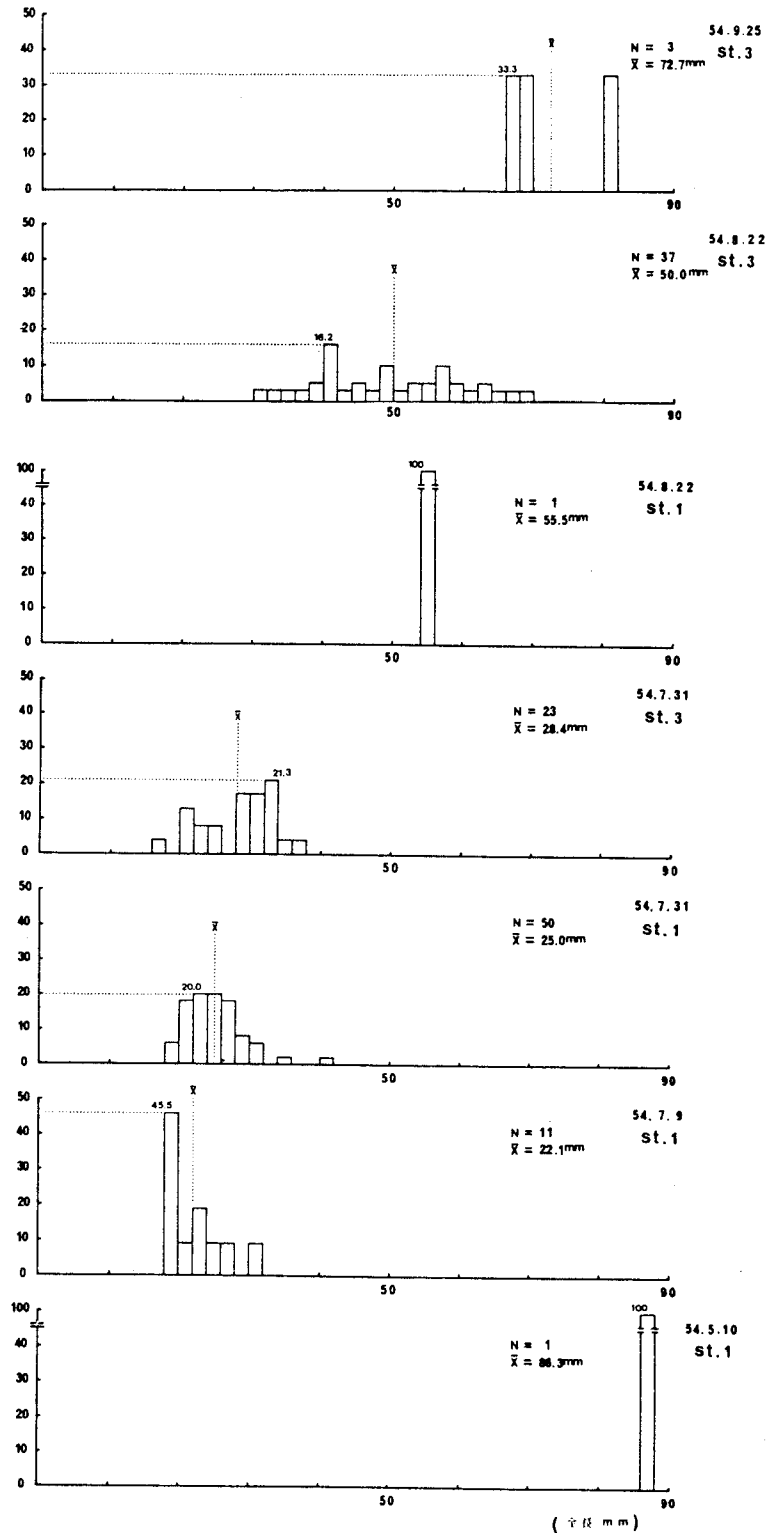 54.9.25
St.3
N = 3
X̄ = 72.7mm
X̄
33.3
50
40
30
20
10
0
50
90
54.8.22
St.3
N = 37
X̄ = 50.0mm
X̄
16.2
50
40
30
20
10
0
50
90
54.8.22
St.1
N = 1
X̄ = 55.5mm
100
100
40
30
20
10
0
50
90
54.7.31
St.3
N = 23
X̄ = 28.4mm
X̄
21.3
50
40
30
20
10
0
50
90
54.7.31
St.1
N = 50
X̄ = 25.0mm
X̄
20.0
50
40
30
20
10
0
50
90
54.7.9
St.1
N = 11
X̄ = 22.1mm
X̄
45.5
50
40
30
20
10
0
50
90
54.5.10
St.1
N = 1
X̄ = 86.3mm
100
100
40
30
20
10
0
50
90
(全長 mm)